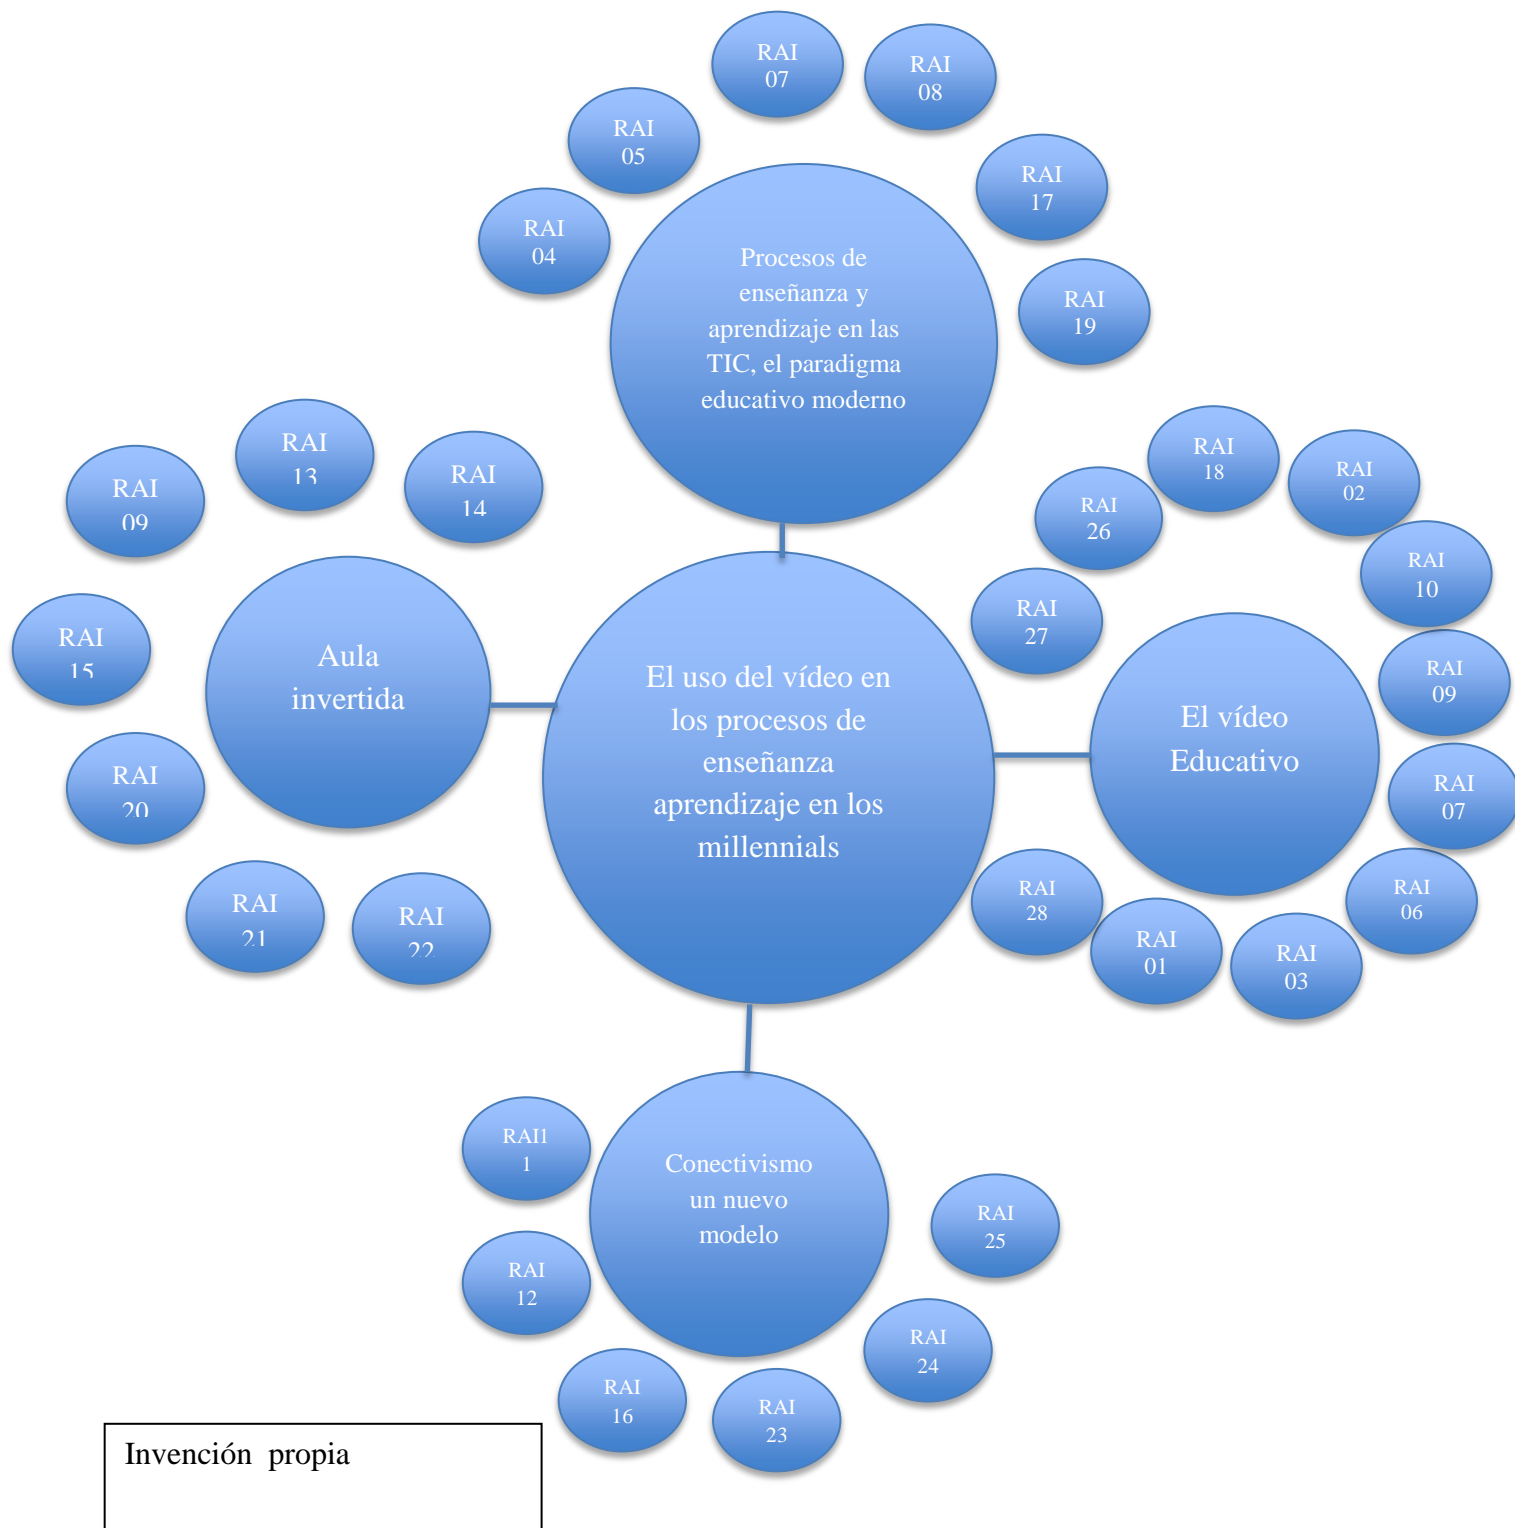 RAI
07
RAI
08
RAI
05
RAI
17
RAI
04
RAI
19
Procesos de
enseñanza y
aprendizaje en las
TIC, el paradigma
educativo moderno
RAI
13
RAI
09
RAI
14
RAI
15
RAI
20
RAI
21
RAI
22
Aula
invertida
El uso del vídeo en
los procesos de
enseñanza
aprendizaje en los
millennials
RAI
18
RAI
02
RAI
26
RAI
10
RAI
27
RAI
09
RAI
07
RAI
06
RAI
28
RAI
01
RAI
03
El vídeo
Educativo
RAI1
1
RAI
12
RAI
16
RAI
23
RAI
24
RAI
25
Conectivismo
un nuevo
modelo
Invención propia